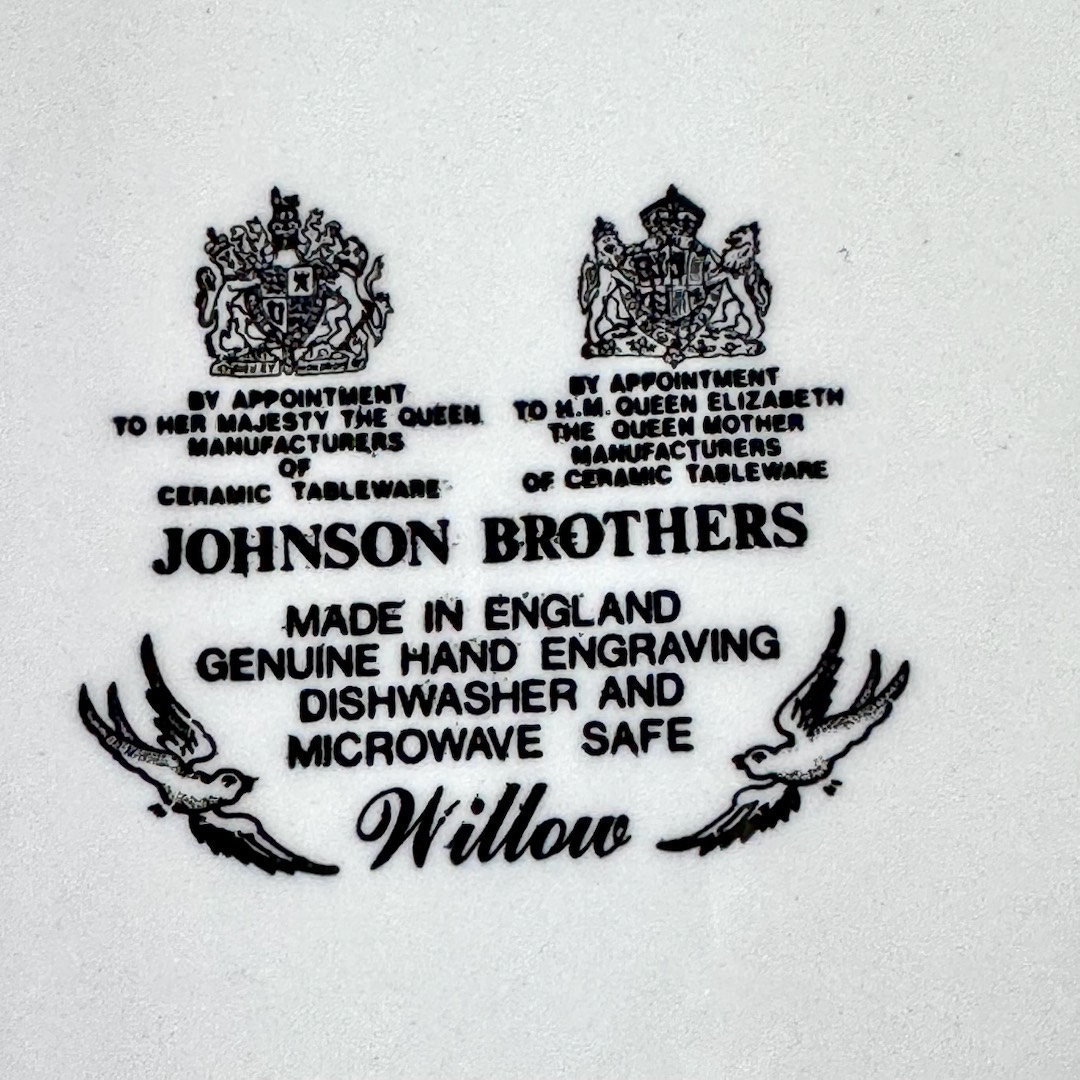 BY APPOINTMENT
TO HER MAJESTY THE QUEEN
MANUFACTURERS
OF
CERAMIC TABLEWARE
BY APPOINTMENT
TO H.M. QUEEN ELIZABETH
THE QUEEN MOTHER
MANUFACTURERS
OF CERAMIC TABLEWARE
JOHNSON BROTHERS
MADE IN ENGLAND
GENUINE HAND ENGRAVING
DISHWASHER AND
MICROWAVE SAFE
Willow